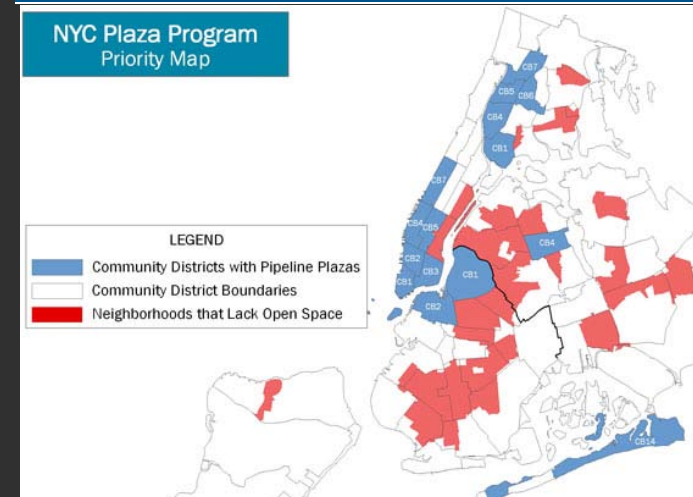 NYC Plaza Program
Priority Map
CB7
CB5
CB6
CB4
CB1
CB7
CB4
CB5
CB2
CB3
CB1
CB4
CB1
CB2
CB14
LEGEND
Community Districts with Pipeline Plazas
Community District Boundaries
Neighborhoods that Lack Open Space